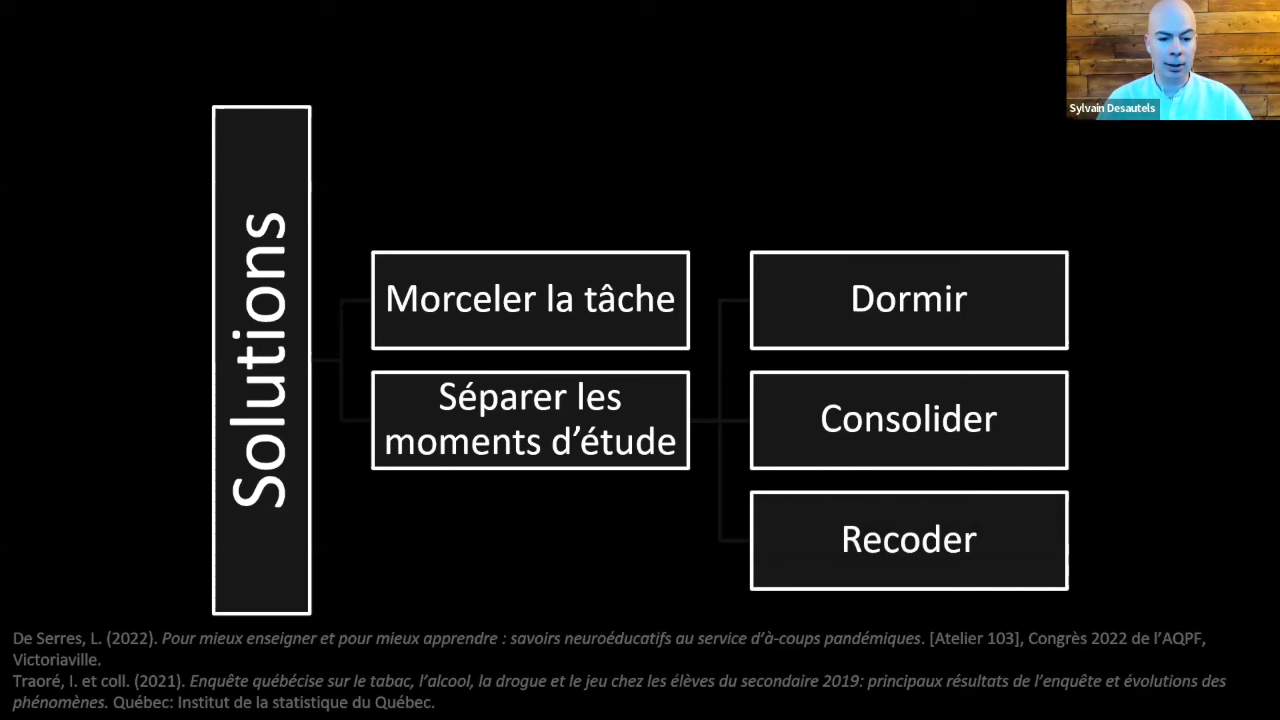 Sylvain Desautels
Solutions
Morceler la tâche
Séparer les
moments d'étude
Dormir
Consolider
Recoder
De Serres, L. (2022). Pour mieux enseigner et pour mieux apprendre : savoirs neuroéducatifs au service d'à-coups pandémiques. [Atelier 103], Congrès 2022 de l'AQPF,
Victoriaville.
Traoré, I. et coll. (2021). Enquête québécise sur le tabac, l'alcool, la drogue et le jeu chez les élèves du secondaire 2019: principaux résultats de l'enquête et évolutions des
phénomènes. Québec: Institut de la statistique du Québec.